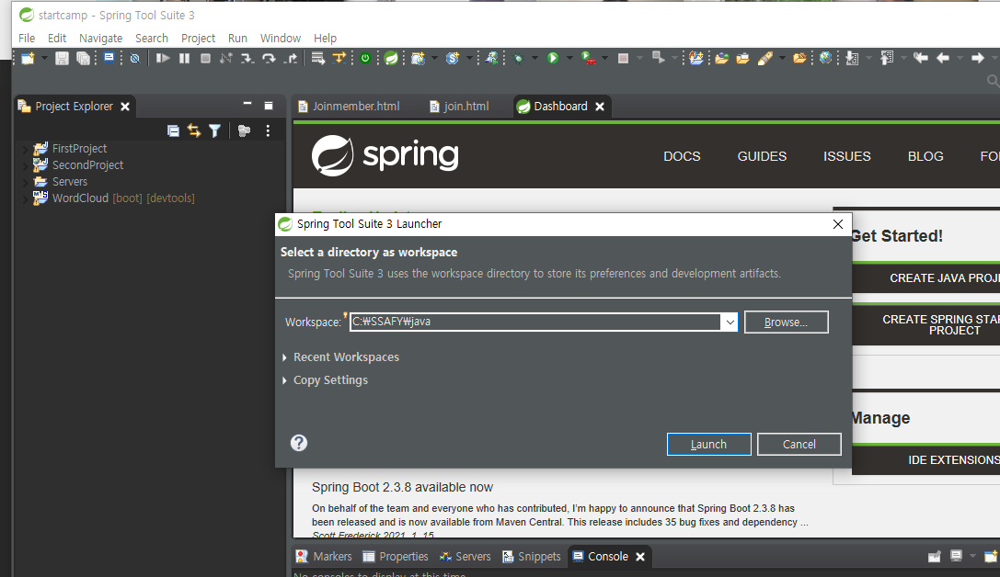 startcamp - Spring Tool Suite 3
File Edit Navigate Search Project Run Window Help
Project Explorer
Joinmember.html join.html Dashboard
FirstProject
SecondProject
Servers
WordCloud [boot] [devtools]
spring
DOCS GUIDES ISSUES BLOG FO
Spring Tool Suite 3 Launcher
Select a directory as workspace
Spring Tool Suite 3 uses the workspace directory to store its preferences and development artifacts.
Workspace: C:₩SSAFY₩java Browse...
Recent Workspaces
Copy Settings
? Launch Cancel
Get Started!
CREATE JAVA PROJ
CREATE SPRING STAR
PROJECT
Manage
IDE EXTENSIONS
Spring Boot 2.3.8 available now
On behalf of the team and everyone who has contributed, I'm happy to announce that Spring Boot 2.3.8 has
been released and is now available from Maven Central. This release includes 35 bug fixes and dependency ...
Scott Frederick 2021. 1. 15
Markers Properties Servers Snippets Console
No consoles to display at this time.